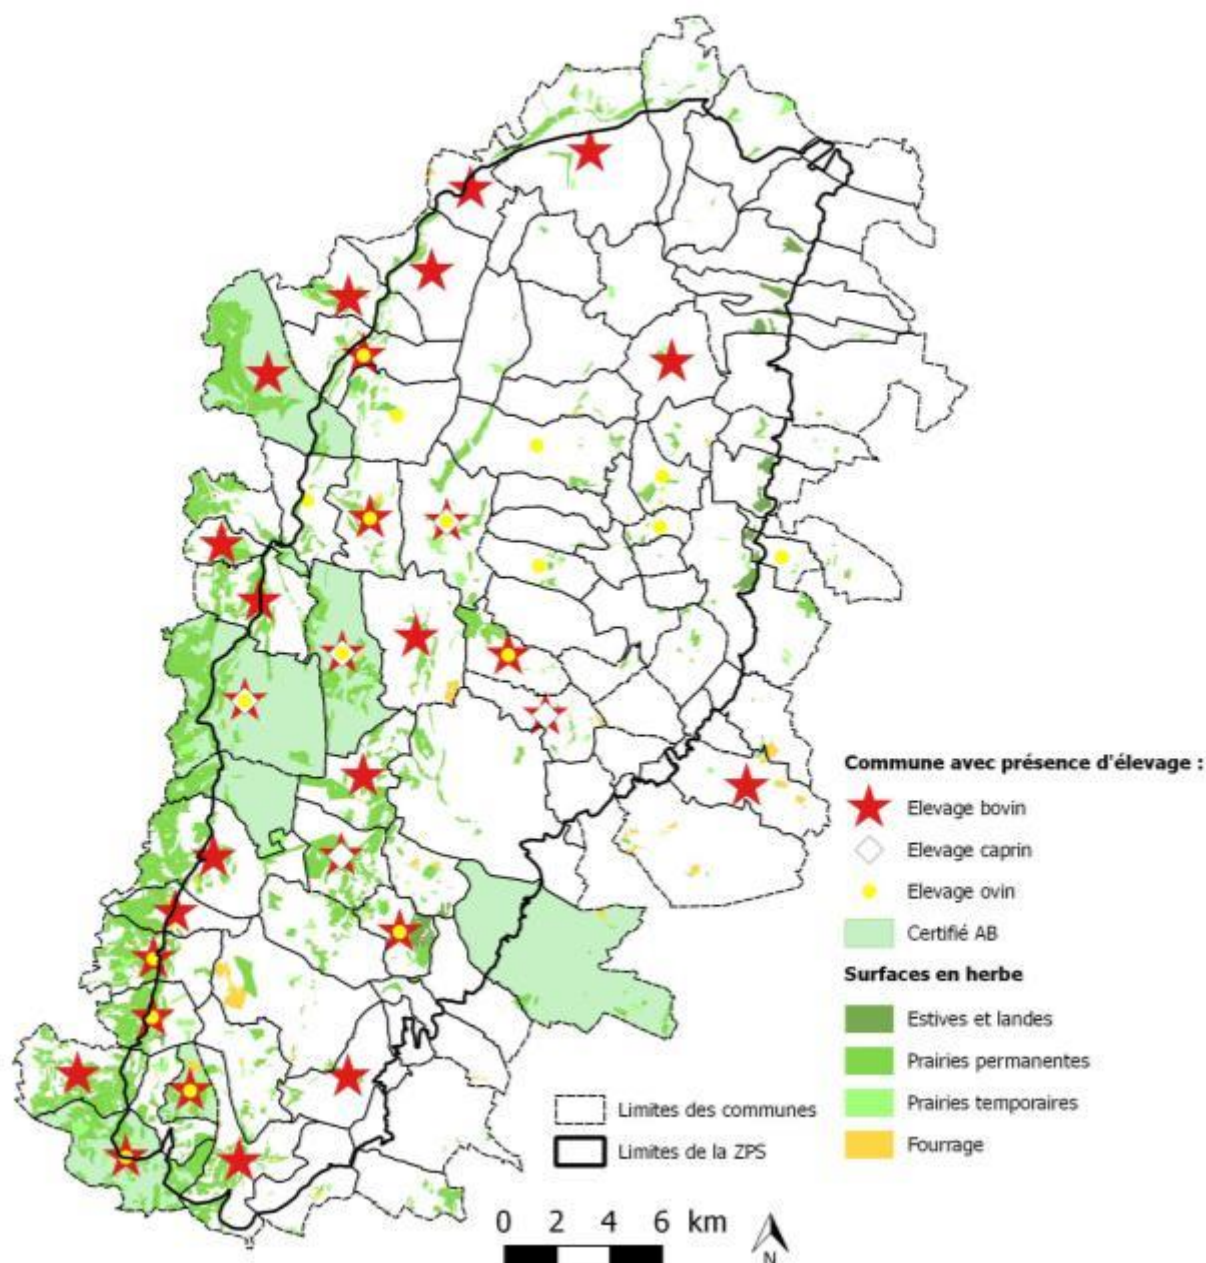 Commune avec présence d'élevage :
Elevage bovin
Elevage caprin
Elevage ovin
Certifié AB
Surfaces en herbe
Estives et landes
Prairies permanentes
Prairies temporaires
Fourrage
Limites des communes
Limites de la ZPS
0 2 4 6 km
N